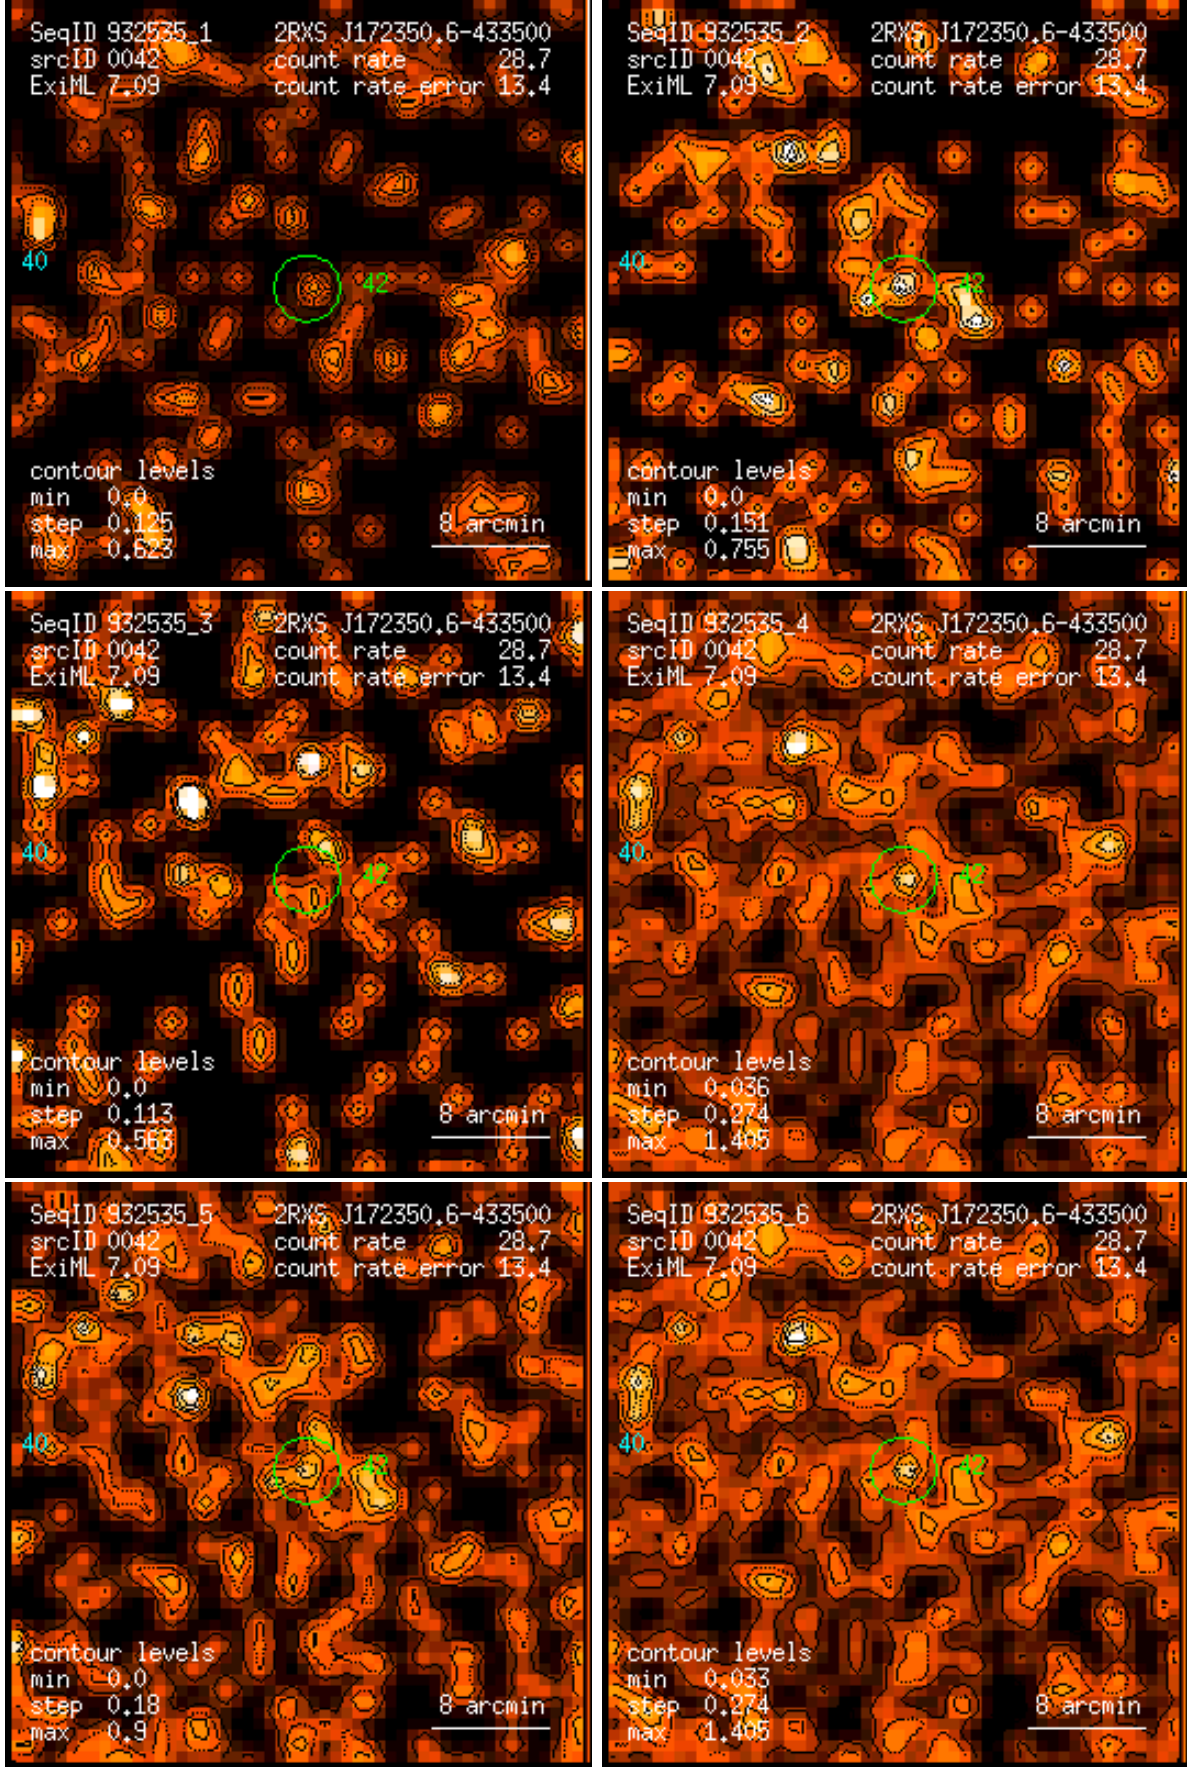 SeqID 932535_1 2RXS J172350.6-433500
srcID 0042 count rate 28.7
ExiML 7.09 count rate error 13.4
40
42
contour levels
min 0.0
step 0.125
max 0.623
8 arcmin
SeqID 932535_2 2RXS J172350.6-433500
srcID 0042 count rate 28.7
ExiML 7.09 count rate error 13.4
40
42
contour levels
min 0.0
step 0.151
max 0.755
8 arcmin
SeqID 932535_3 2RXS J172350.6-433500
srcID 0042 count rate 28.7
ExiML 7.09 count rate error 13.4
40
42
contour levels
min 0.0
step 0.113
max 0.563
8 arcmin
SeqID 932535_4 2RXS J172350.6-433500
srcID 0042 count rate 28.7
ExiML 7.09 count rate error 13.4
40
42
contour levels
min 0.036
step 0.274
max 1.405
8 arcmin
SeqID 932535_5 2RXS J172350.6-433500
srcID 0042 count rate 28.7
ExiML 7.09 count rate error 13.4
40
42
contour levels
min 0.0
step 0.18
max 0.9
8 arcmin
SeqID 932535_6 2RXS J172350.6-433500
srcID 0042 count rate 28.7
ExiML 7.09 count rate error 13.4
40
42
contour levels
min 0.033
step 0.274
max 1.405
8 arcmin